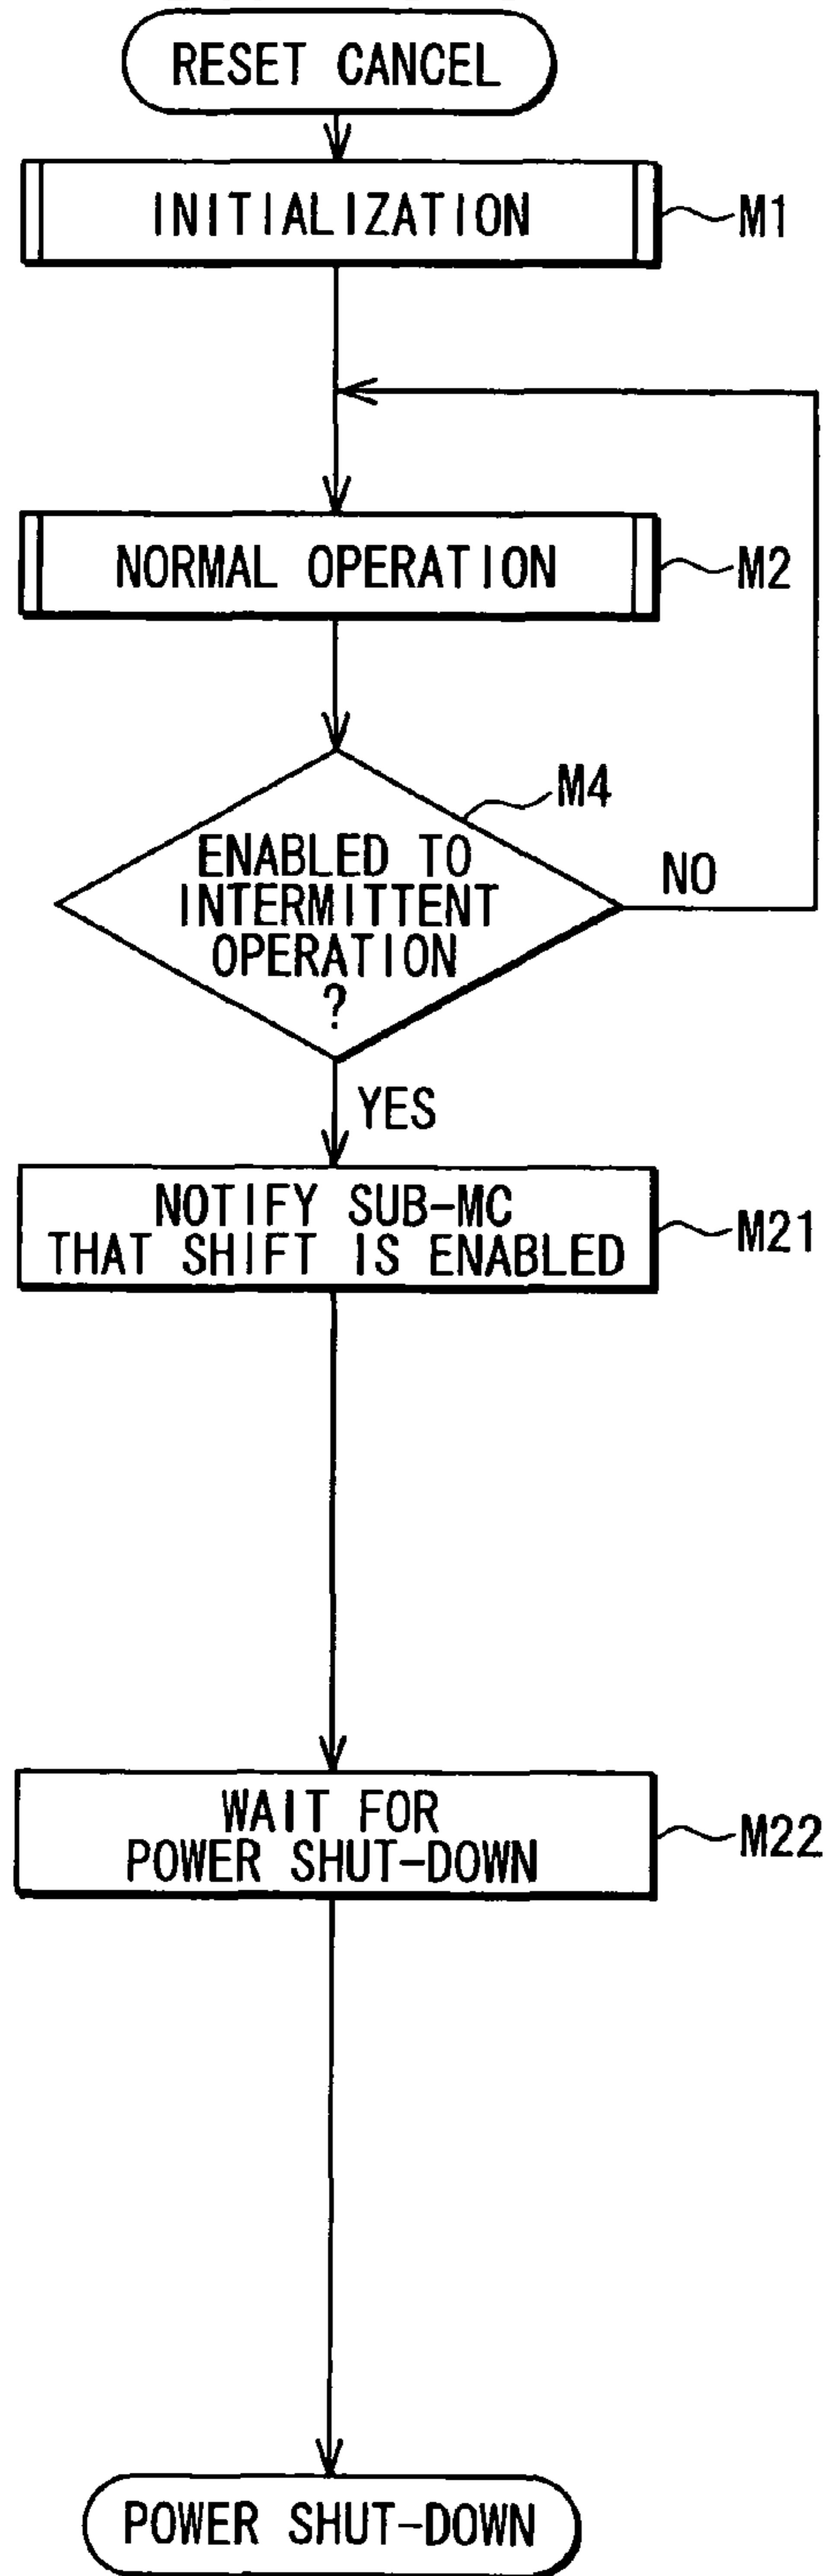 RESET CANCEL
INITIALIZATION
M1
NORMAL OPERATION
M2
M4
ENABLED TO
INTERMITTENT
OPERATION
?
NO
YES
NOTIFY SUB-MC
THAT SHIFT IS ENABLED
M21
WAIT FOR
POWER SHUT-DOWN
M22
POWER SHUT-DOWN